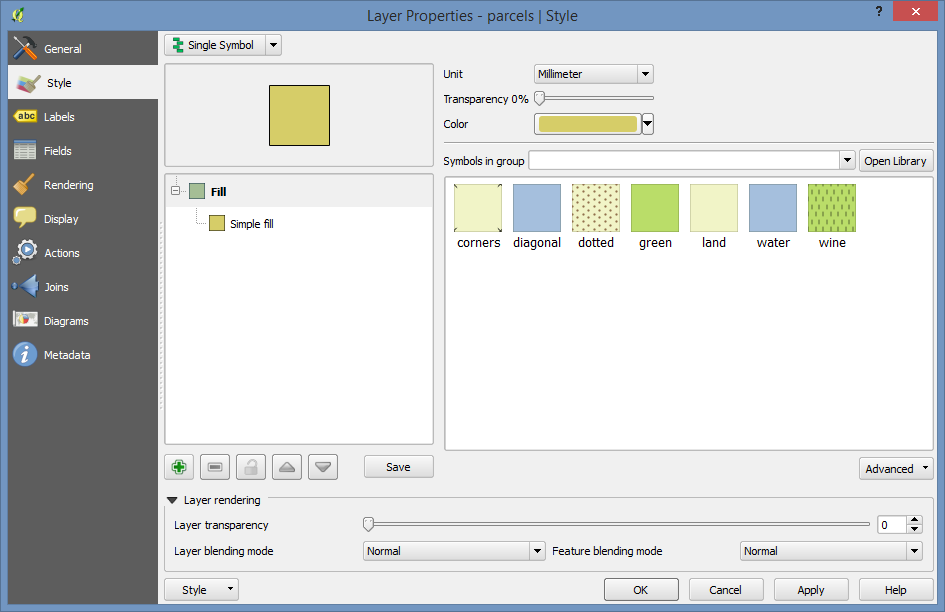 Layer Properties - parcels | Style
?
General
Style
Labels
abc
Fields
Rendering
Display
Actions
Joins
Diagrams
Metadata
Single Symbol
Fill
Simple fill
Save
Unit Millimeter
Transparency 0%
Color
Symbols in group Open Library
corners diagonal dotted green land water wine
Advanced
Layer rendering
Layer transparency 0
Layer blending mode Normal Feature blending mode Normal
Style OK Cancel Apply Help